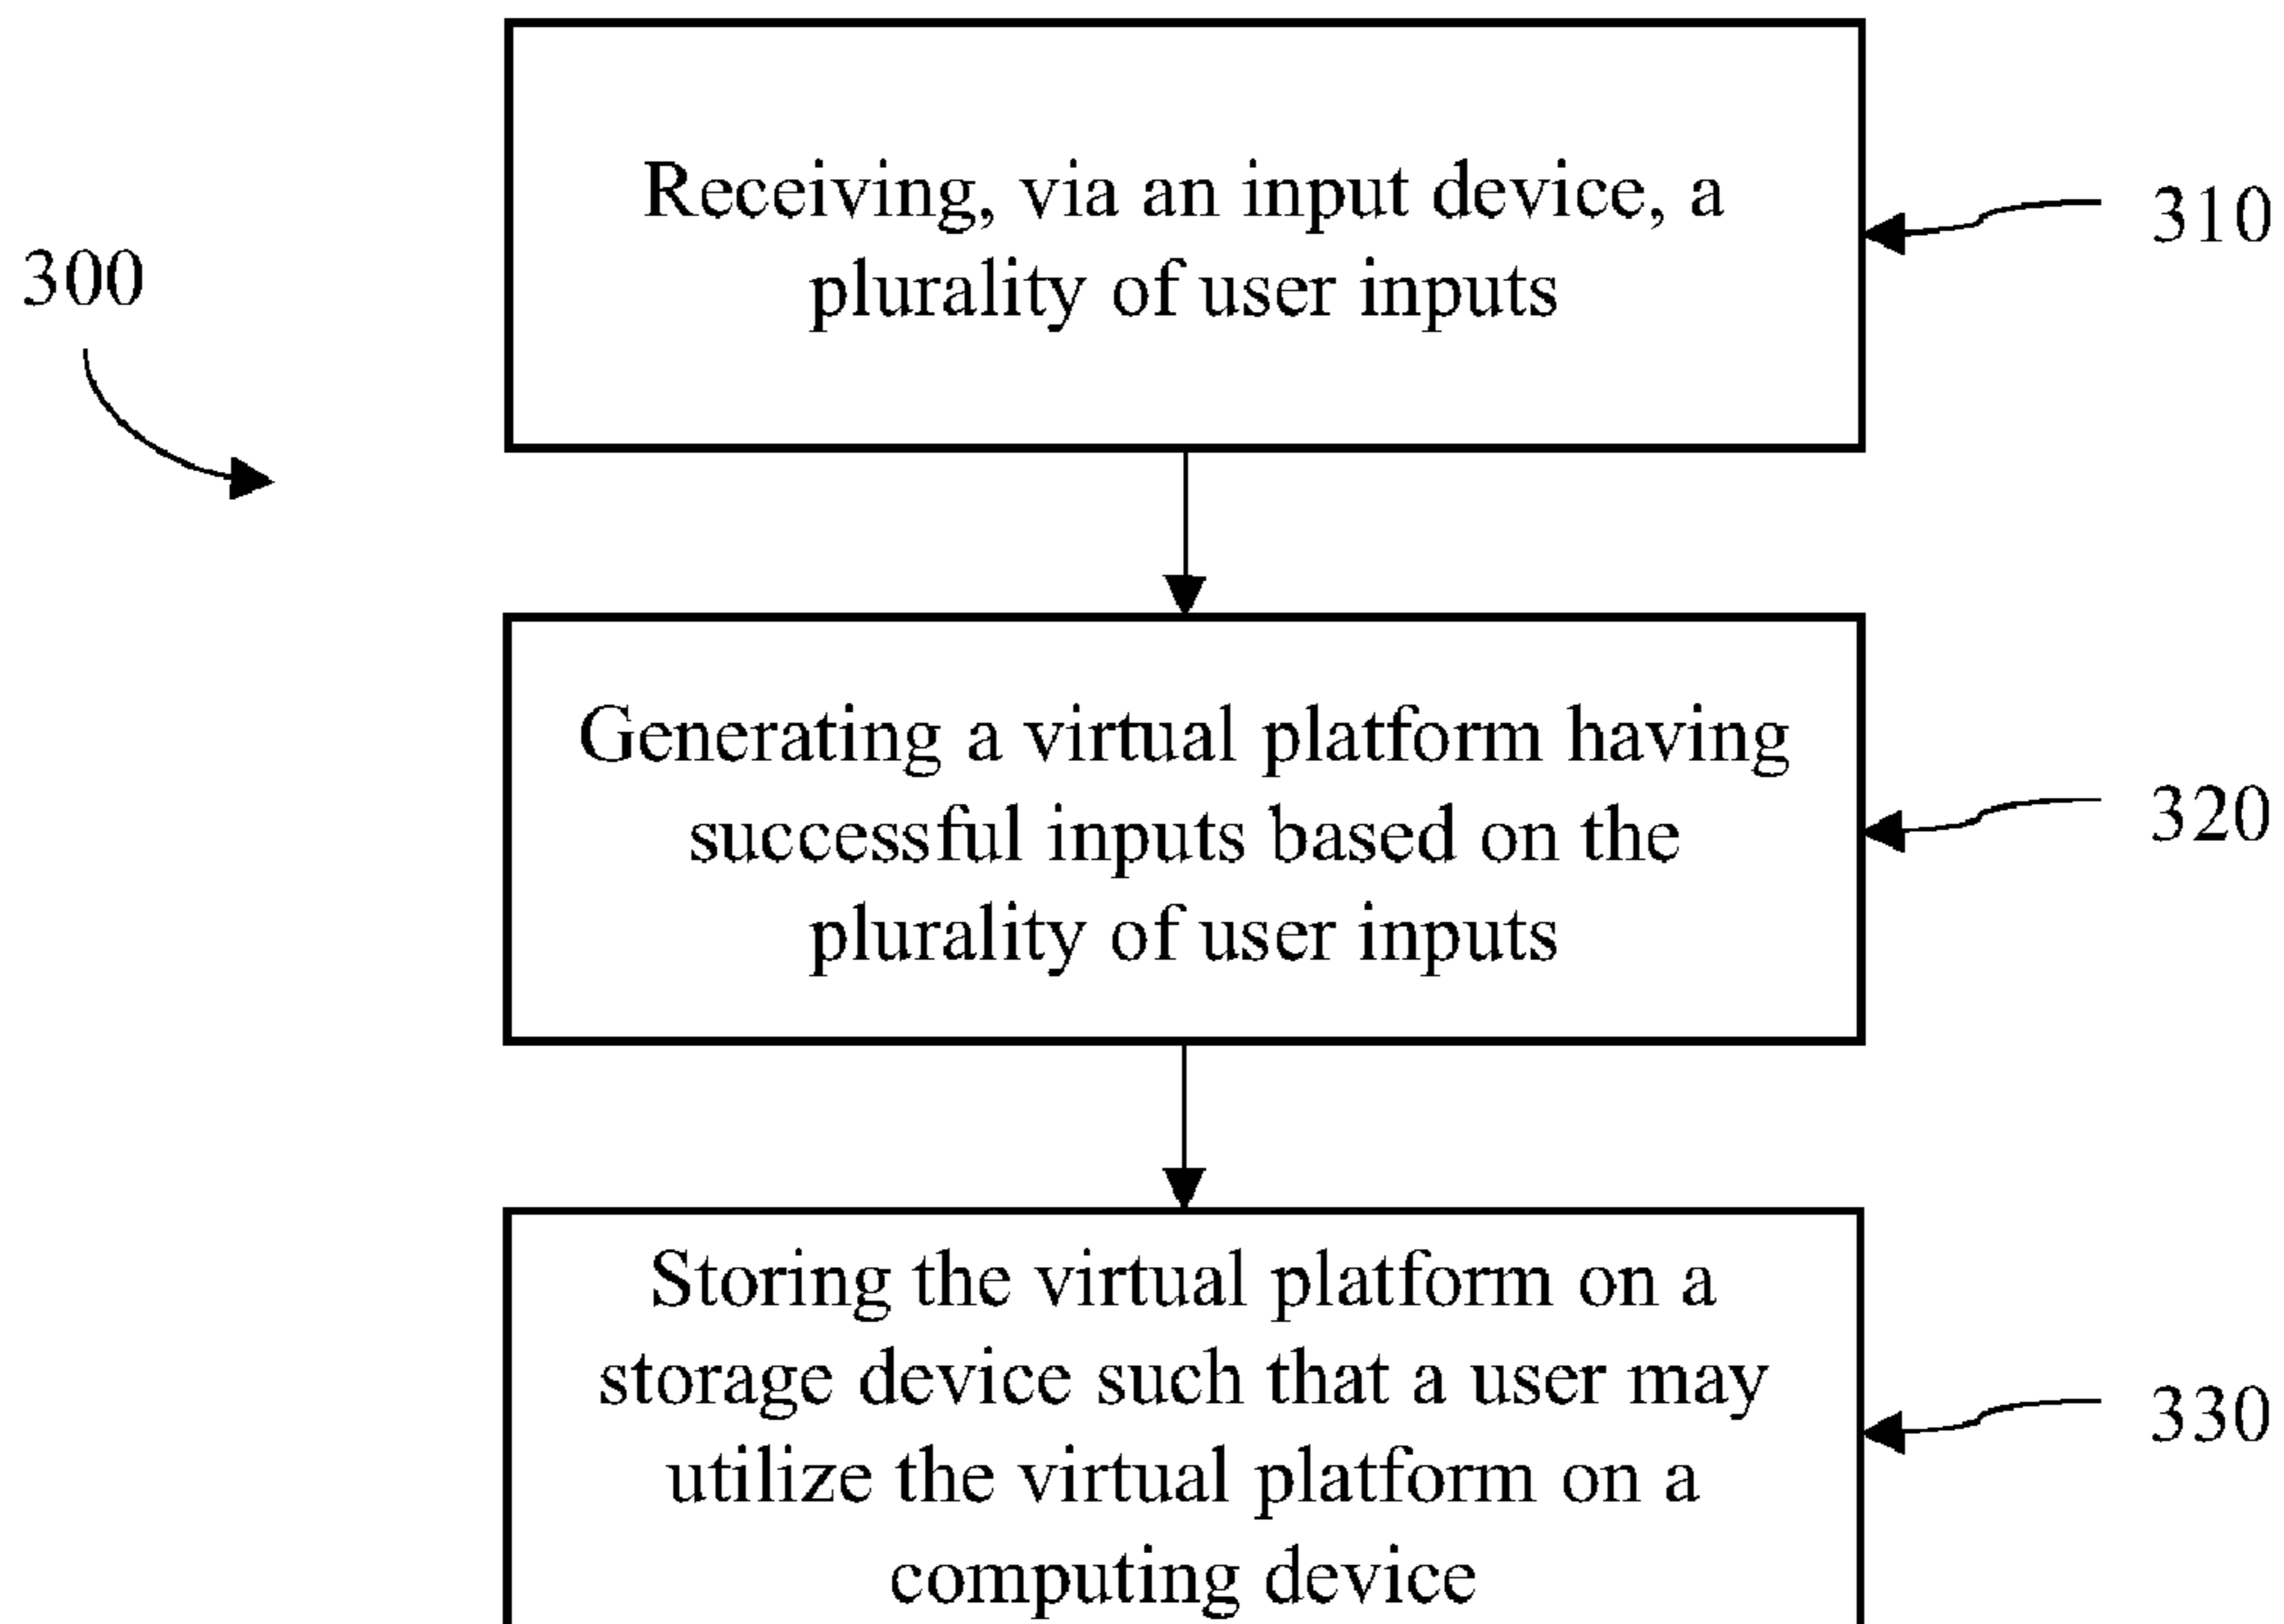 300
Receiving, via an input device, a
plurality of user inputs
310
Generating a virtual platform having
successful inputs based on the
plurality of user inputs
320
Storing the virtual platform on a
storage device such that a user may
utilize the virtual platform on a
computing device
330